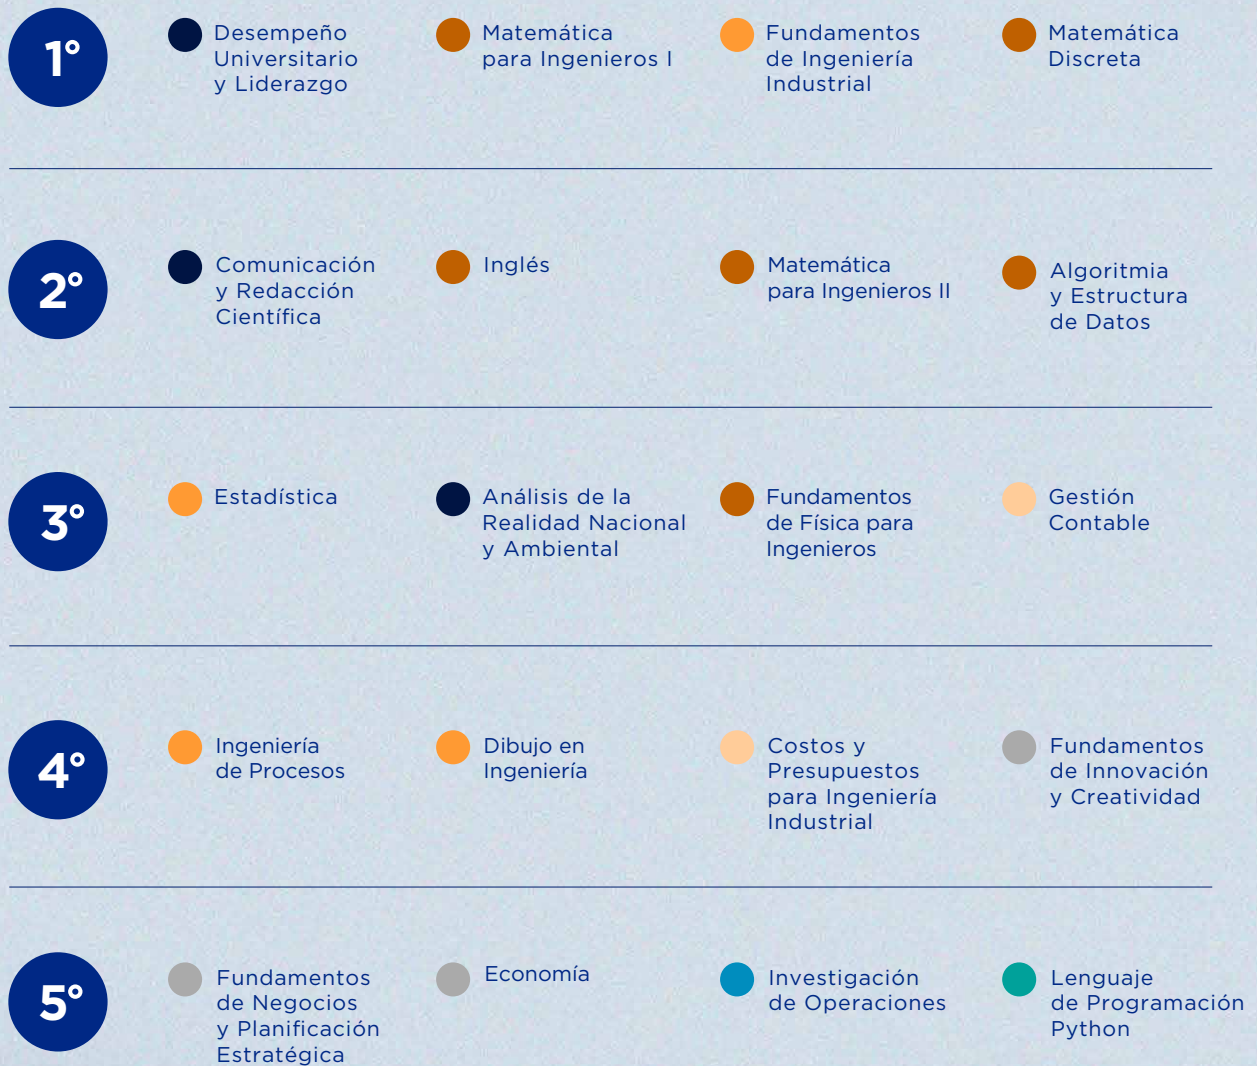 1°
Desempeño
Universitario
y Liderazgo
Matemática
para Ingenieros I
Fundamentos
de Ingeniería
Industrial
Matemática
Discreta
2°
Comunicación
y Redacción
Científica
Inglés
Matemática
para Ingenieros II
Algoritmia
y Estructura
de Datos
3°
Estadística
Análisis de la
Realidad Nacional
y Ambiental
Fundamentos
de Física para
Ingenieros
Gestión
Contable
4°
Ingeniería
de Procesos
Dibujo en
Ingeniería
Costos y
Presupuestos
para Ingeniería
Industrial
Fundamentos
de Innovación
y Creatividad
5°
Fundamentos
de Negocios
y Planificación
Estratégica
Economía
Investigación
de Operaciones
Lenguaje
de Programación
Python